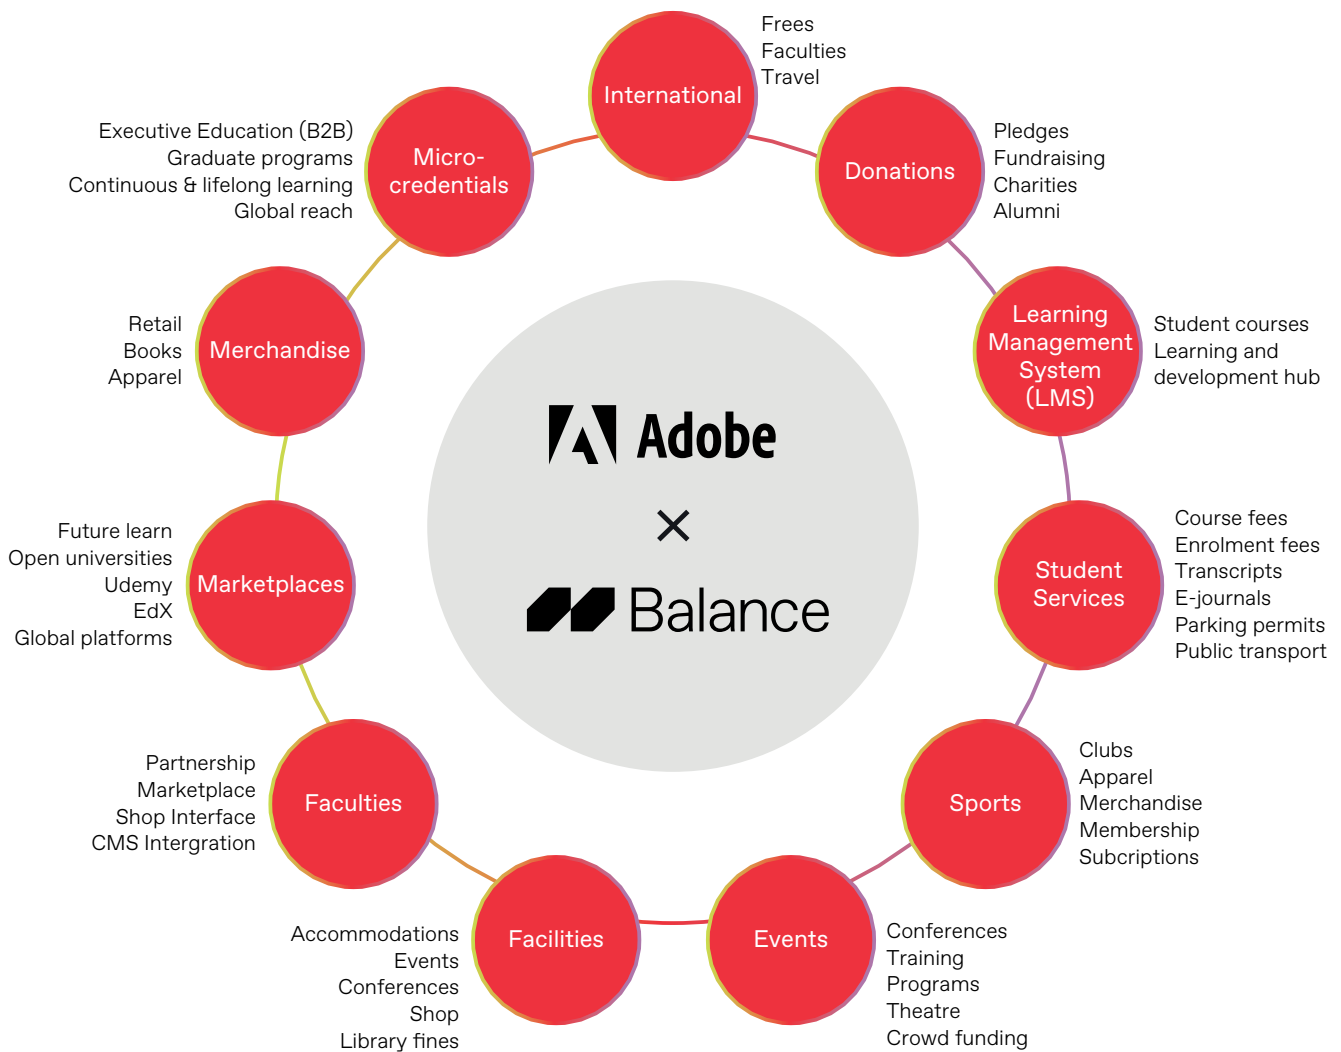 International
Frees
Faculties
Travel
Donations
Pledges
Fundraising
Charities
Alumni
Learning
Management
System
(LMS)
Student courses
Learning and
development hub
Student
Services
Course fees
Enrolment fees
Transcripts
E-journals
Parking permits
Public transport
Sports
Clubs
Apparel
Merchandise
Membership
Subcriptions
Events
Conferences
Training
Programs
Theatre
Crowd funding
Facilities
Accommodations
Events
Conferences
Shop
Library fines
Faculties
Partnership
Marketplace
Shop Interface
CMS Intergration
Marketplaces
Future learn
Open universities
Udemy
EdX
Global platforms
Merchandise
Retail
Books
Apparel
Micro-
credentials
Executive Education (B2B)
Graduate programs
Continuous & lifelong learning
Global reach
Adobe
×
Balance